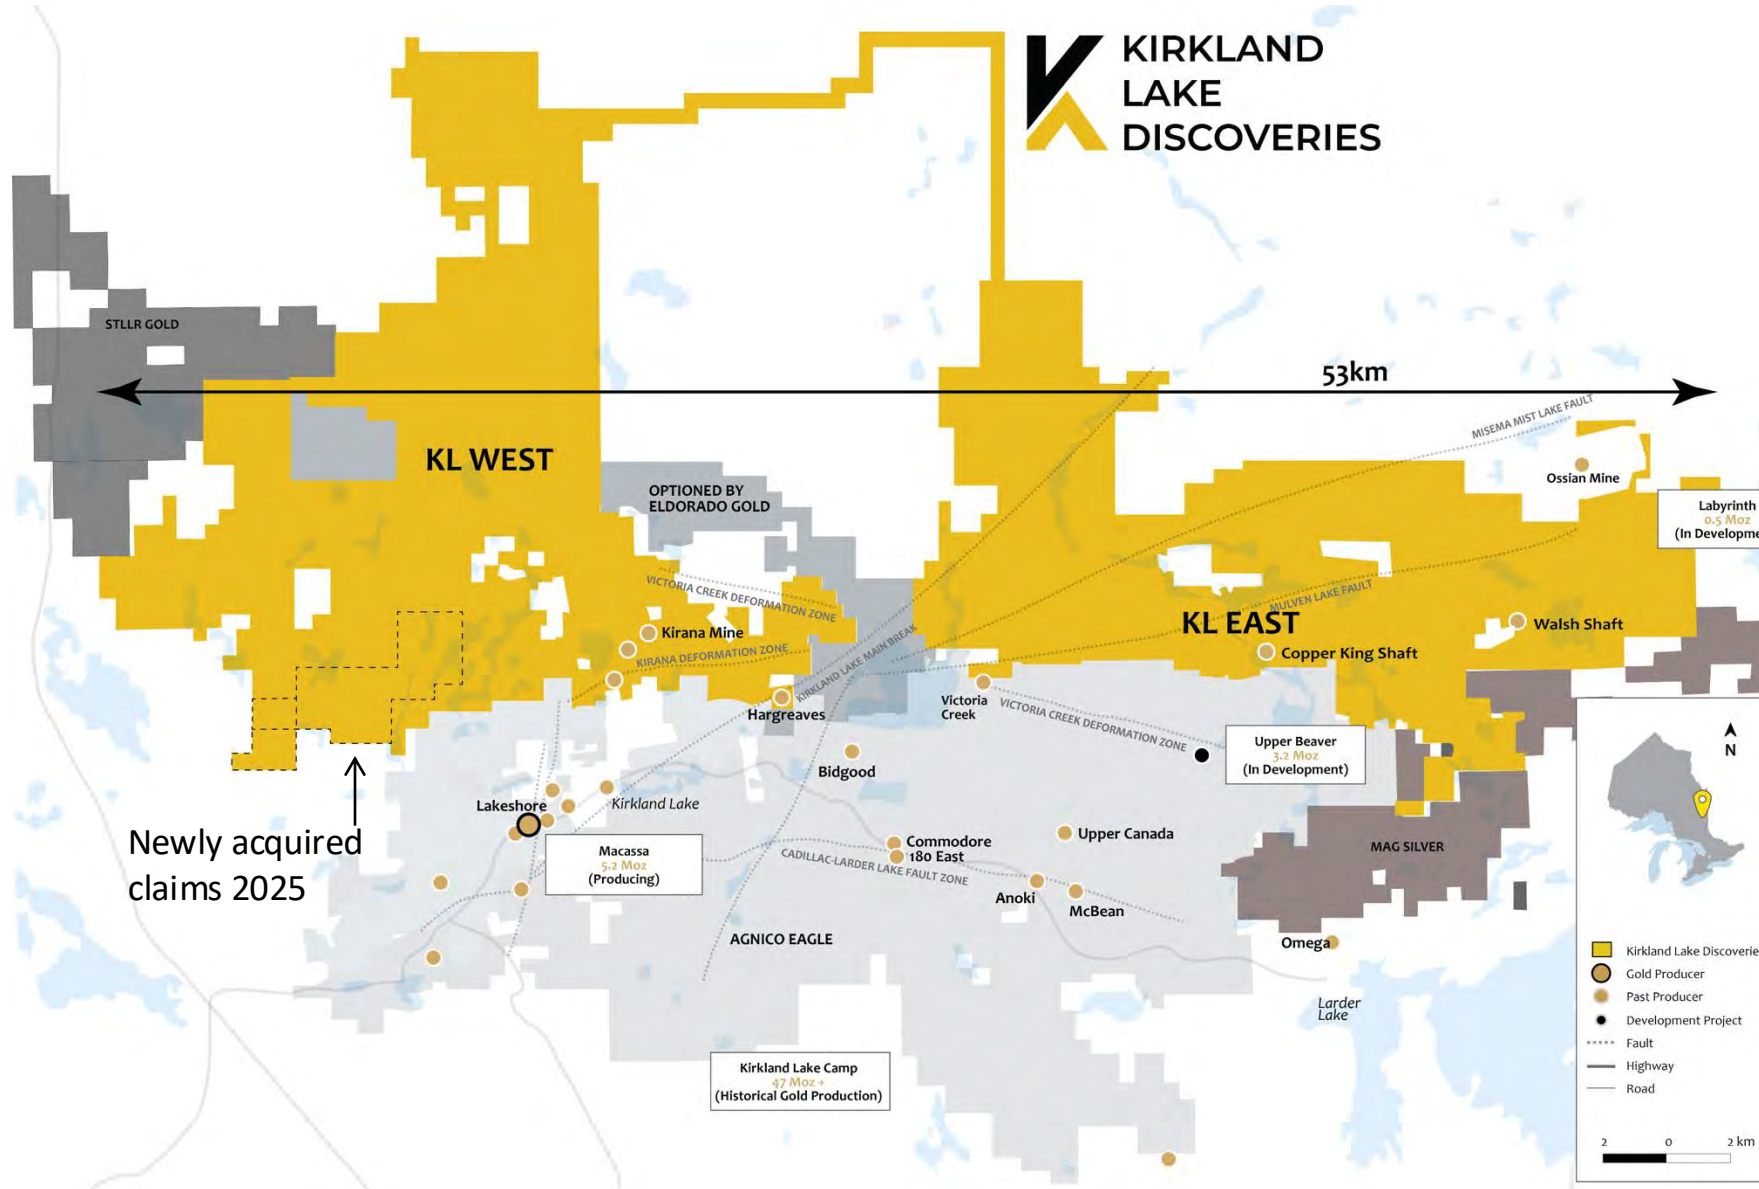 KIRKLAND
LAKE
DISCOVERIES
STLLR GOLD
53km
MISEMA MIST LAKE FAULT
KL WEST
Ossian Mine
OPTIONED BY
ELDORADO GOLD
Labyrinth
0.5 Moz
(In Developme
VICTORIA CREEK DEFORMATION ZONE
MULVEN LAKE FAULT
KL EAST
Walsh Shaft
Kirana Mine
KIRANA DEFORMATION ZONE
KIRKLAND LAKE MAIN BREAK
Copper King Shaft
Hargreaves
Victoria
Creek
VICTORIA CREEK DEFORMATION ZONE
Upper Beaver
3.2 Moz
(In Development)
N
Bidgood
Lakeshore
Kirkland Lake
Newly acquired
claims 2025
Macassa
5.2 Moz
(Producing)
Commodore
180 East
Upper Canada
CADILLAC-LARDER LAKE FAULT ZONE
MAG SILVER
Anoki
McBean
AGNICO EAGLE
Omega
Larder
Lake
Kirkland Lake Camp
47 Moz +
(Historical Gold Production)
Kirkland Lake Discoverie
Gold Producer
Past Producer
Development Project
Fault
Highway
Road
2 0 2 km